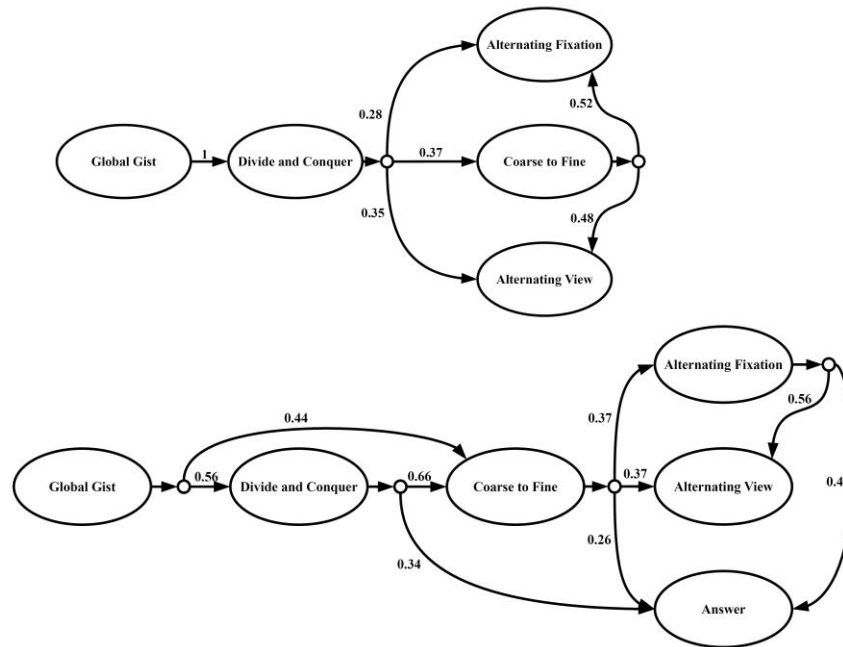 Alternating Fixation
0.28
0.52
Global Gist
1
Divide and Conquer
0.37
Coarse to Fine
0.35
0.48
Alternating View
Alternating Fixation
0.44
0.37
0.56
Global Gist
0.56
Divide and Conquer
0.66
Coarse to Fine
0.37
Alternating View
0.4
0.26
0.34
Answer